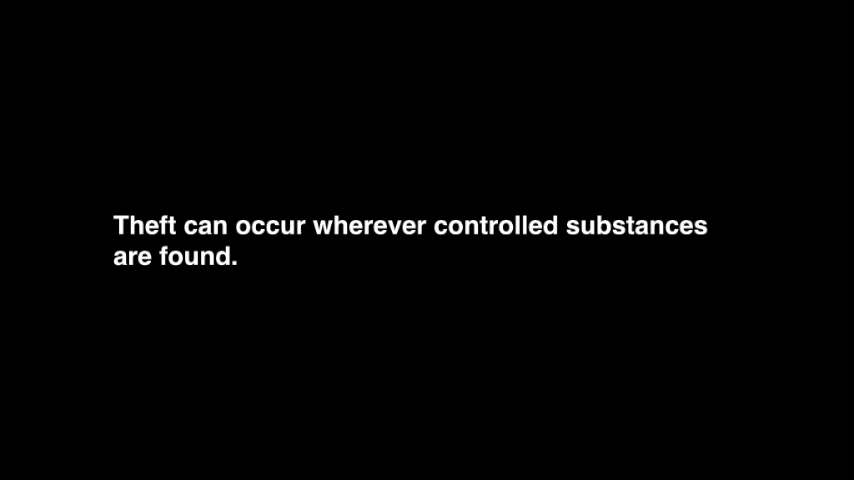 Theft can occur wherever controlled substances
are found.